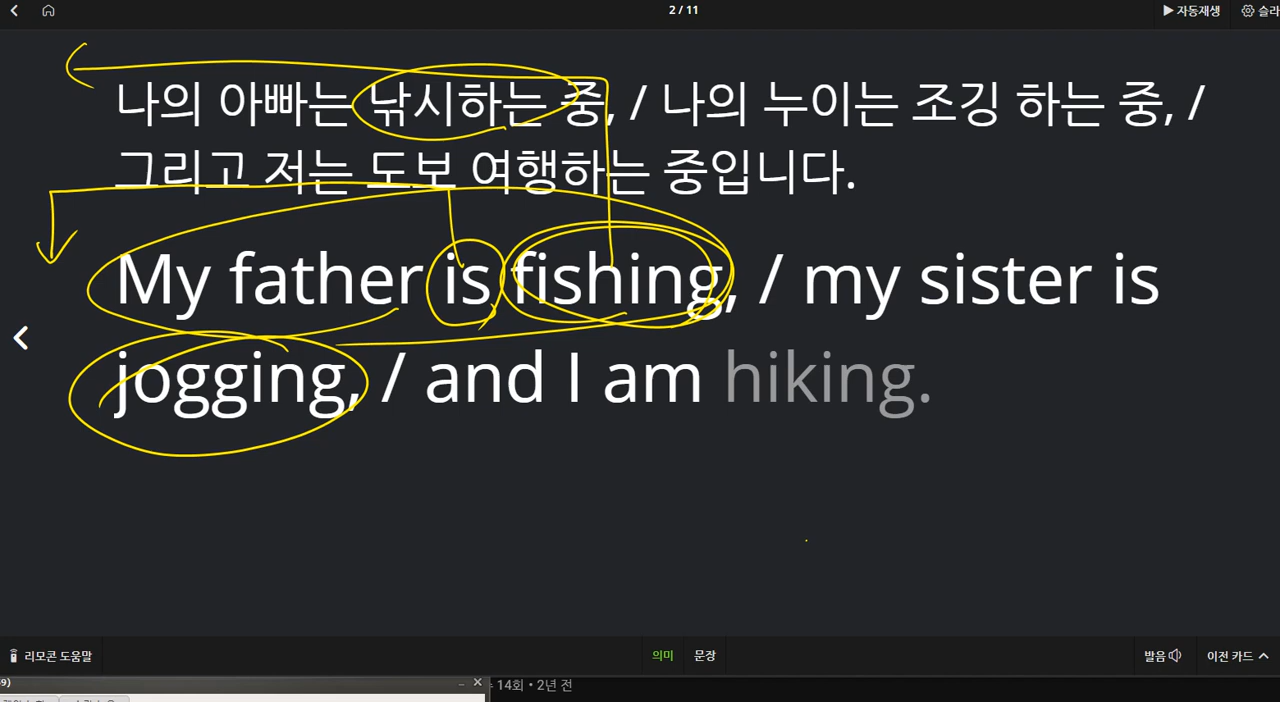 2 / 11
자동재생
슬라
나의 아빠는 낚시하는 중, / 나의 누이는 조깅 하는 중, /
그리고 저는 도보 여행하는 중입니다.
My father is fishing, / my sister is
jogging, / and I am hiking.
리모콘 도움말
의미
문장
발음
이전 카드
14회 • 2년 전